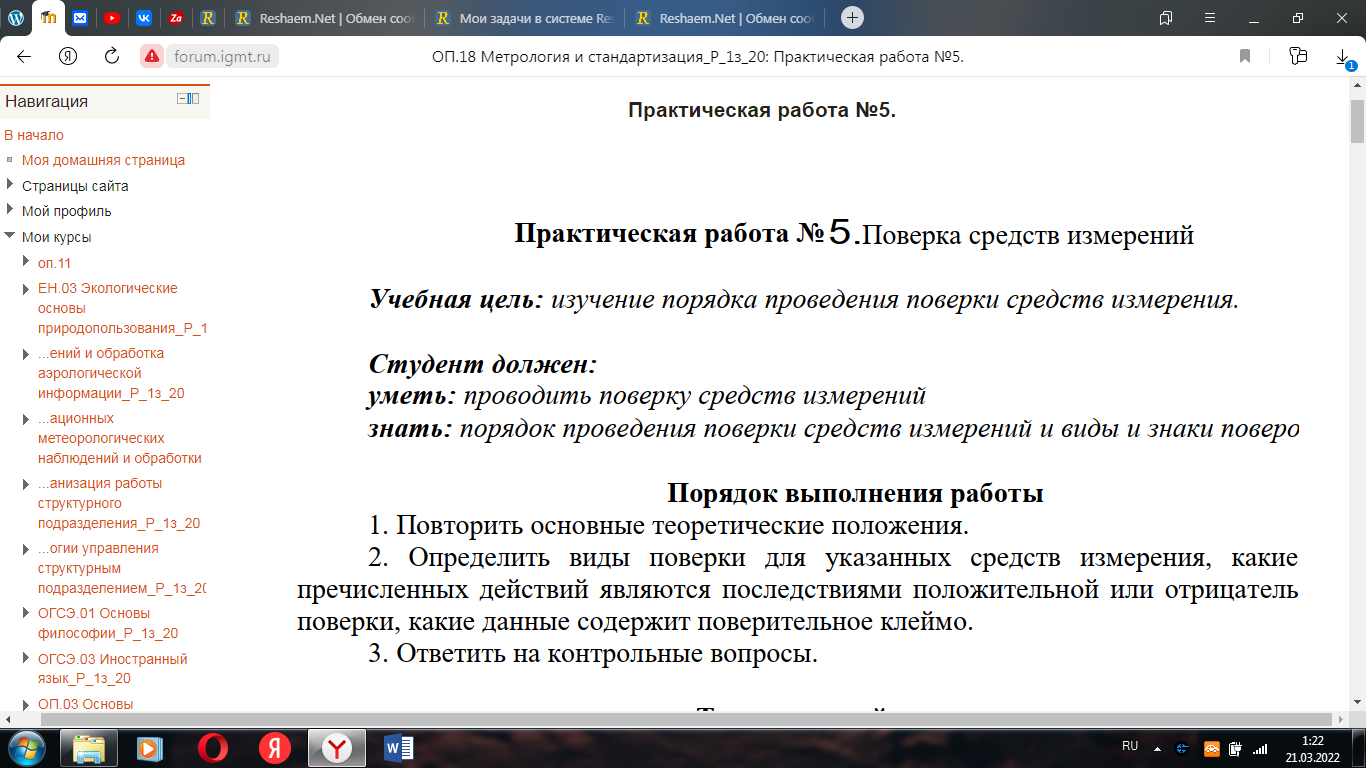 Reshaem.Net | Обмен соо
Мои задачи в системе Res
Reshaem.Net | Обмен соо
forum.igmt.ru
ОП.18 Метрология и стандартизация_Р_1з_20: Практическая работа №5.
1
Навигация
В начало
Моя домашняя страница
Страницы сайта
Мой профиль
Мои курсы
оп.11
ЕН.03 Экологические
основы
природопользования_Р_1
...ений и обработка
аэрологической
информации_Р_1з_20
...ационных
метеорологических
наблюдений и обработки
...анизация работы
структурного
подразделения_Р_1з_20
...огии управления
структурным
подразделением_Р_1з_20
ОГСЭ.01 Основы
философии_Р_1з_20
ОГСЭ.03 Иностранный
язык_Р_1з_20
ОП.03 Основы
Практическая работа №5.
Практическая работа №5.Поверка средств измерений
Учебная цель: изучение порядка проведения поверки средств измерения.
Студент должен:
уметь: проводить поверку средств измерений
знать: порядок проведения поверки средств измерений и виды и знаки поверо
Порядок выполнения работы
1. Повторить основные теоретические положения.
2. Определить виды поверки для указанных средств измерения, какие
пречисленных действий являются последствиями положительной или отрицатель
поверки, какие данные содержит поверительное клеймо.
3. Ответить на контрольные вопросы.
RU
1:22
21.03.2022